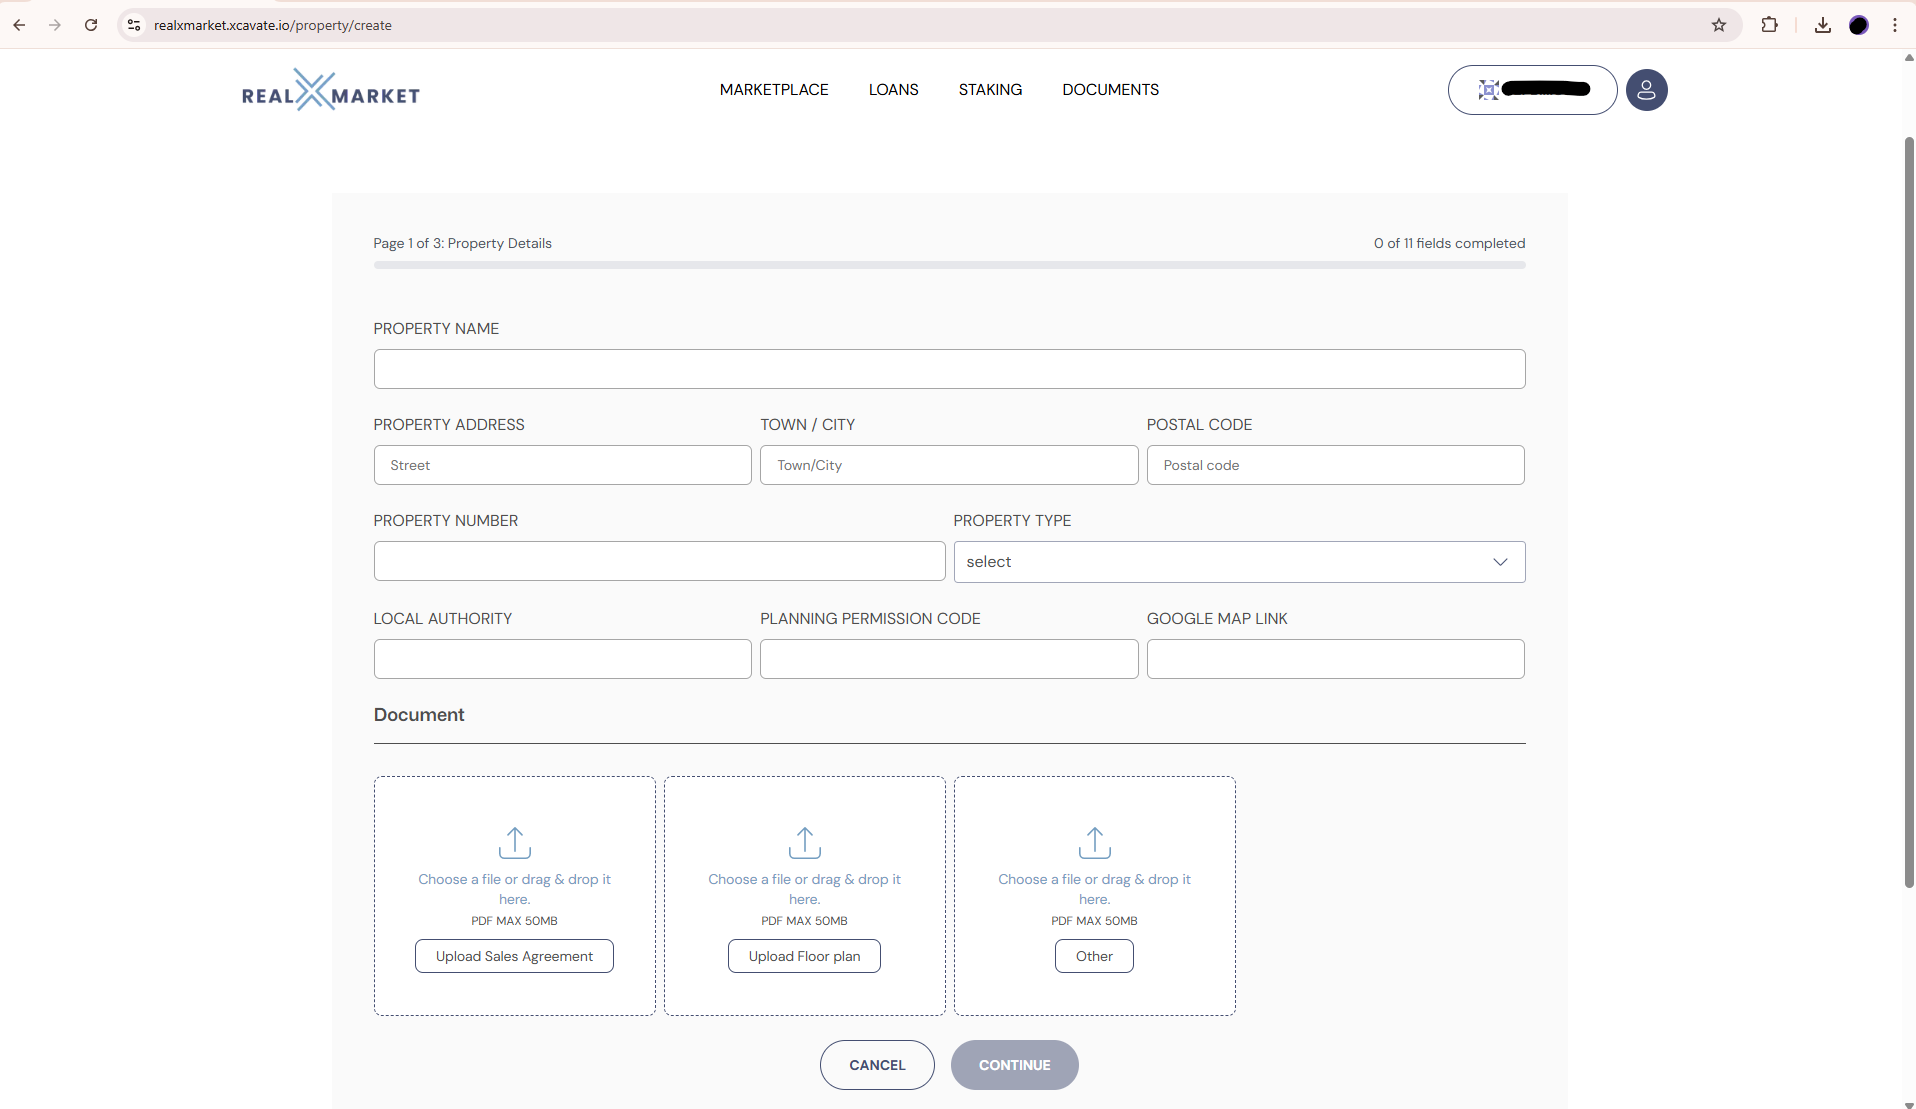 realxmarket.xcavate.io/property/create
REAL MARKET
MARKETPLACE LOANS STAKING DOCUMENTS
Page 1 of 3: Property Details 0 of 11 fields completed
PROPERTY NAME
PROPERTY ADDRESS TOWN / CITY POSTAL CODE
Street Town/City Postal code
PROPERTY NUMBER PROPERTY TYPE
select
LOCAL AUTHORITY PLANNING PERMISSION CODE GOOGLE MAP LINK
Document
Choose a file or drag & drop it
here.
PDF MAX 50MB
Upload Sales Agreement
Choose a file or drag & drop it
here.
PDF MAX 50MB
Upload Floor plan
Choose a file or drag & drop it
here.
PDF MAX 50MB
Other
CANCEL CONTINUE